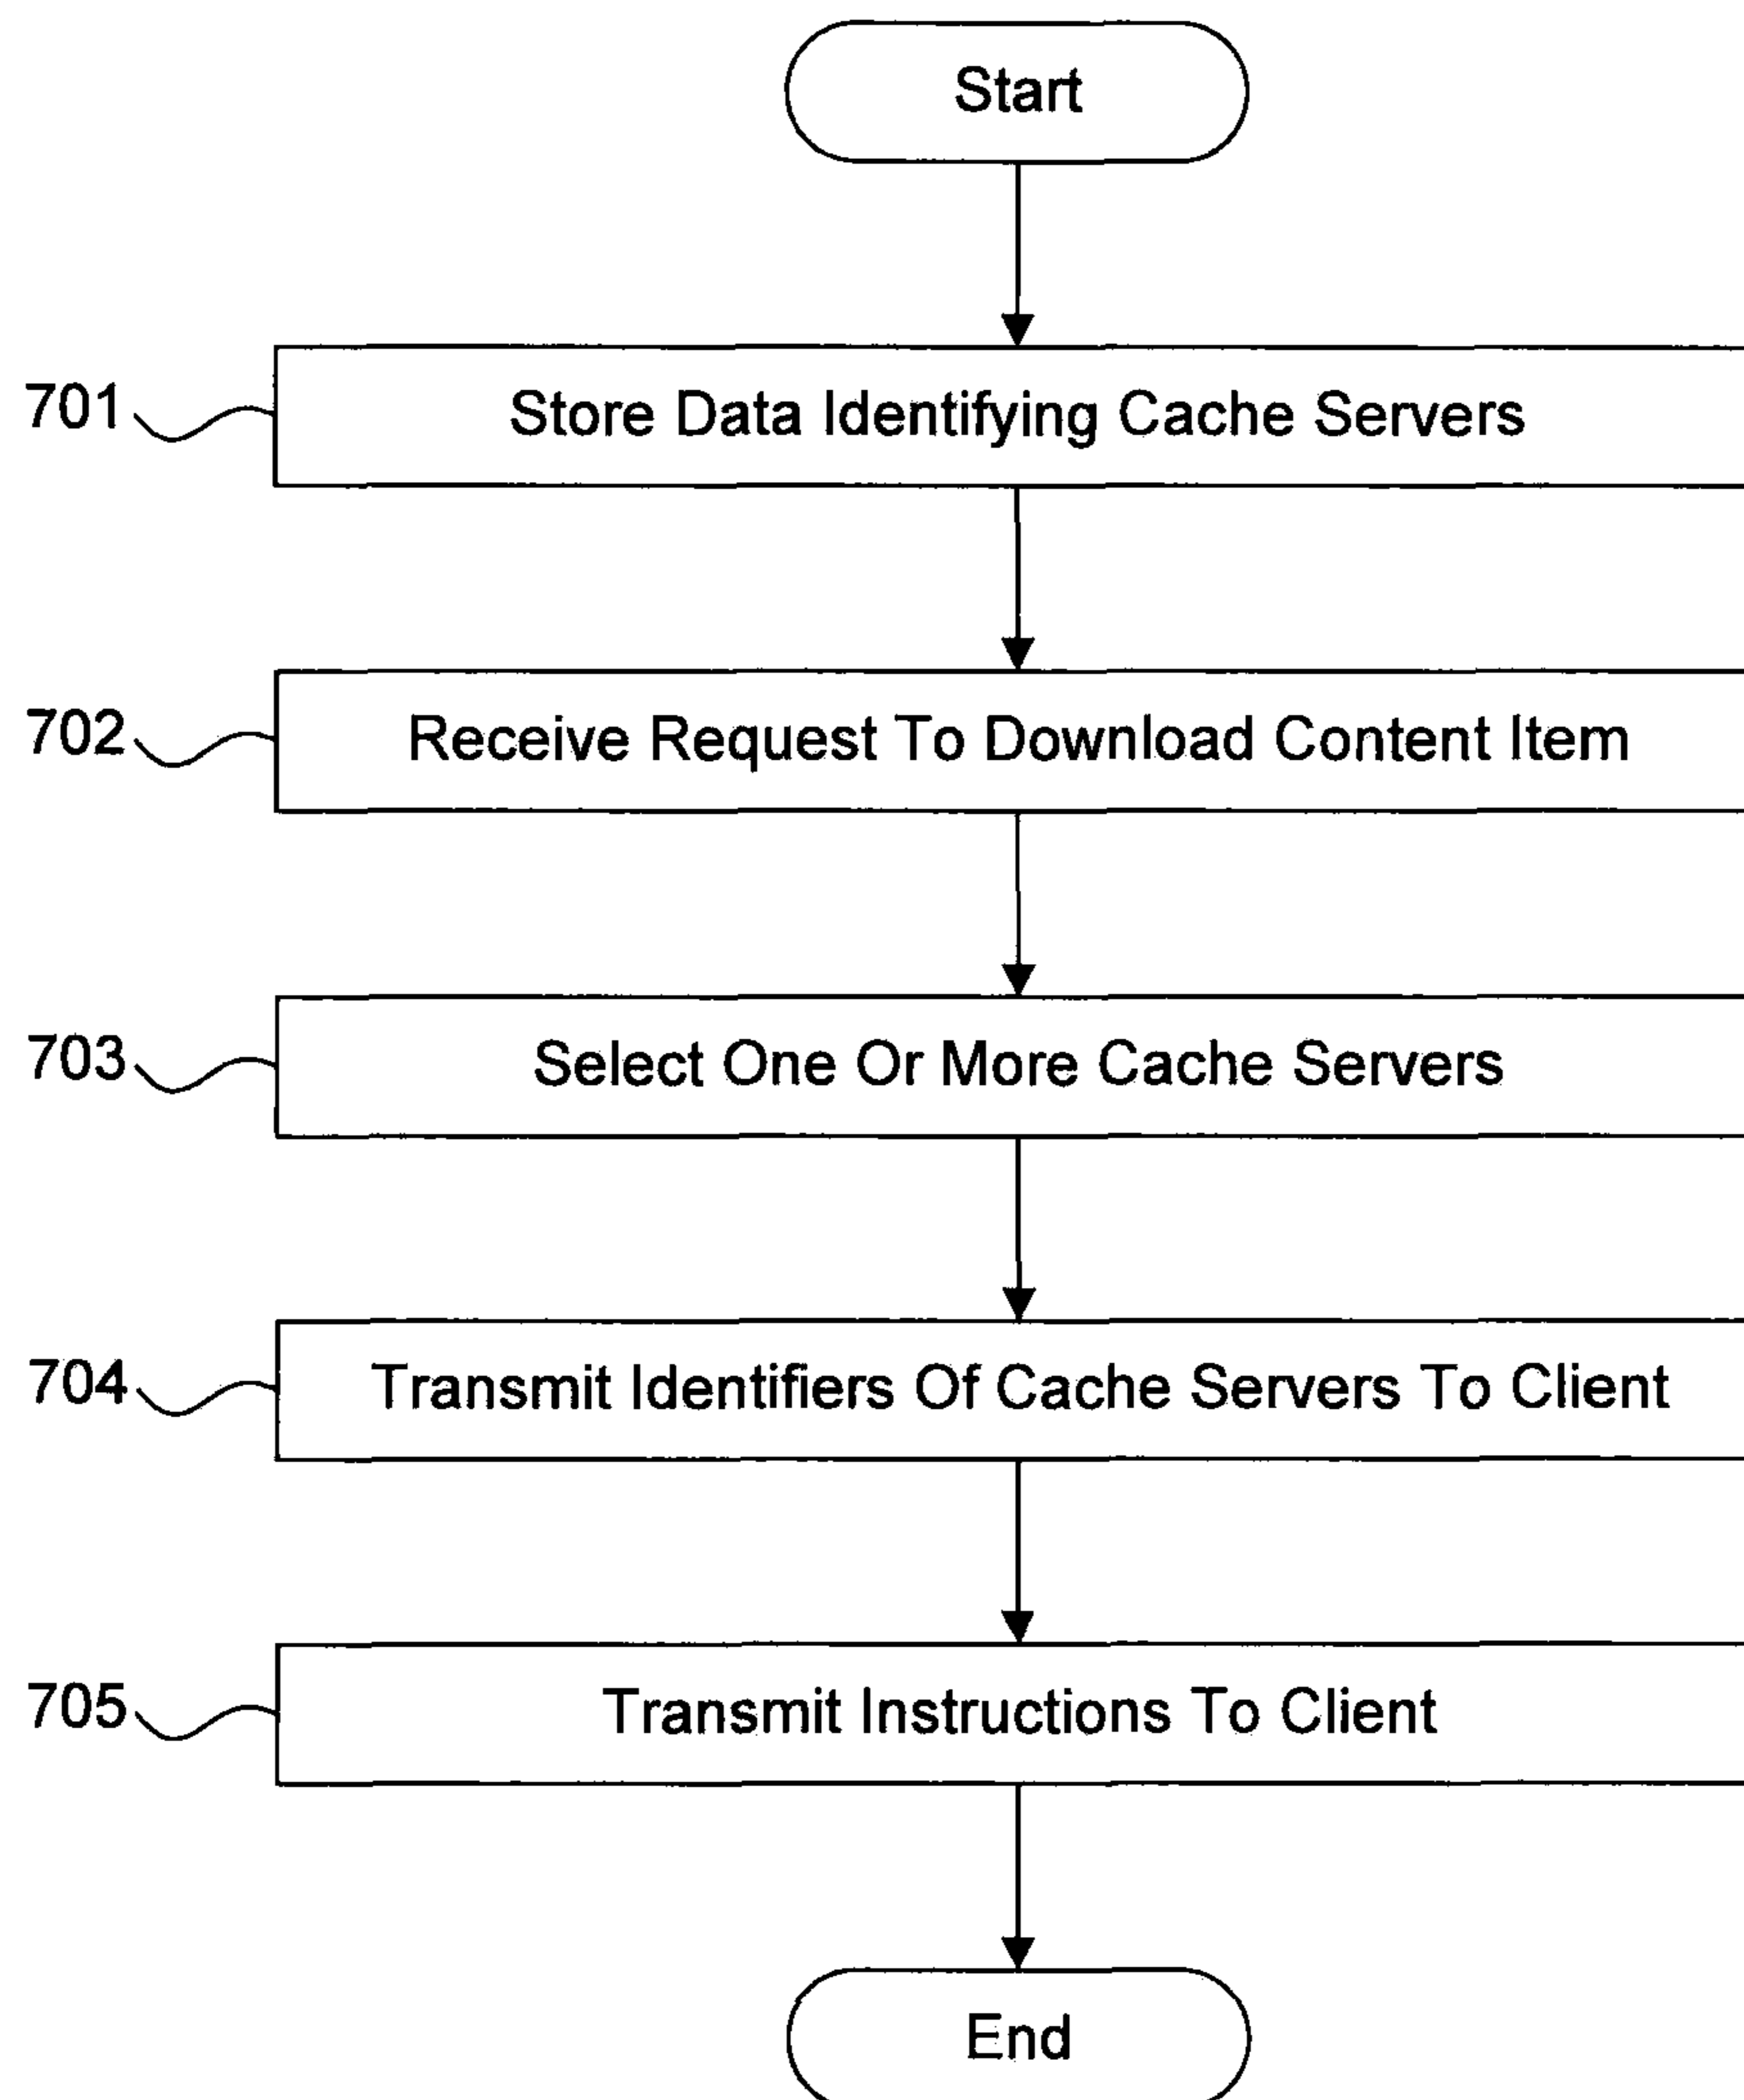 Start
701 Store Data Identifying Cache Servers
702 Receive Request To Download Content Item
703 Select One Or More Cache Servers
704 Transmit Identifiers Of Cache Servers To Client
705 Transmit Instructions To Client
End